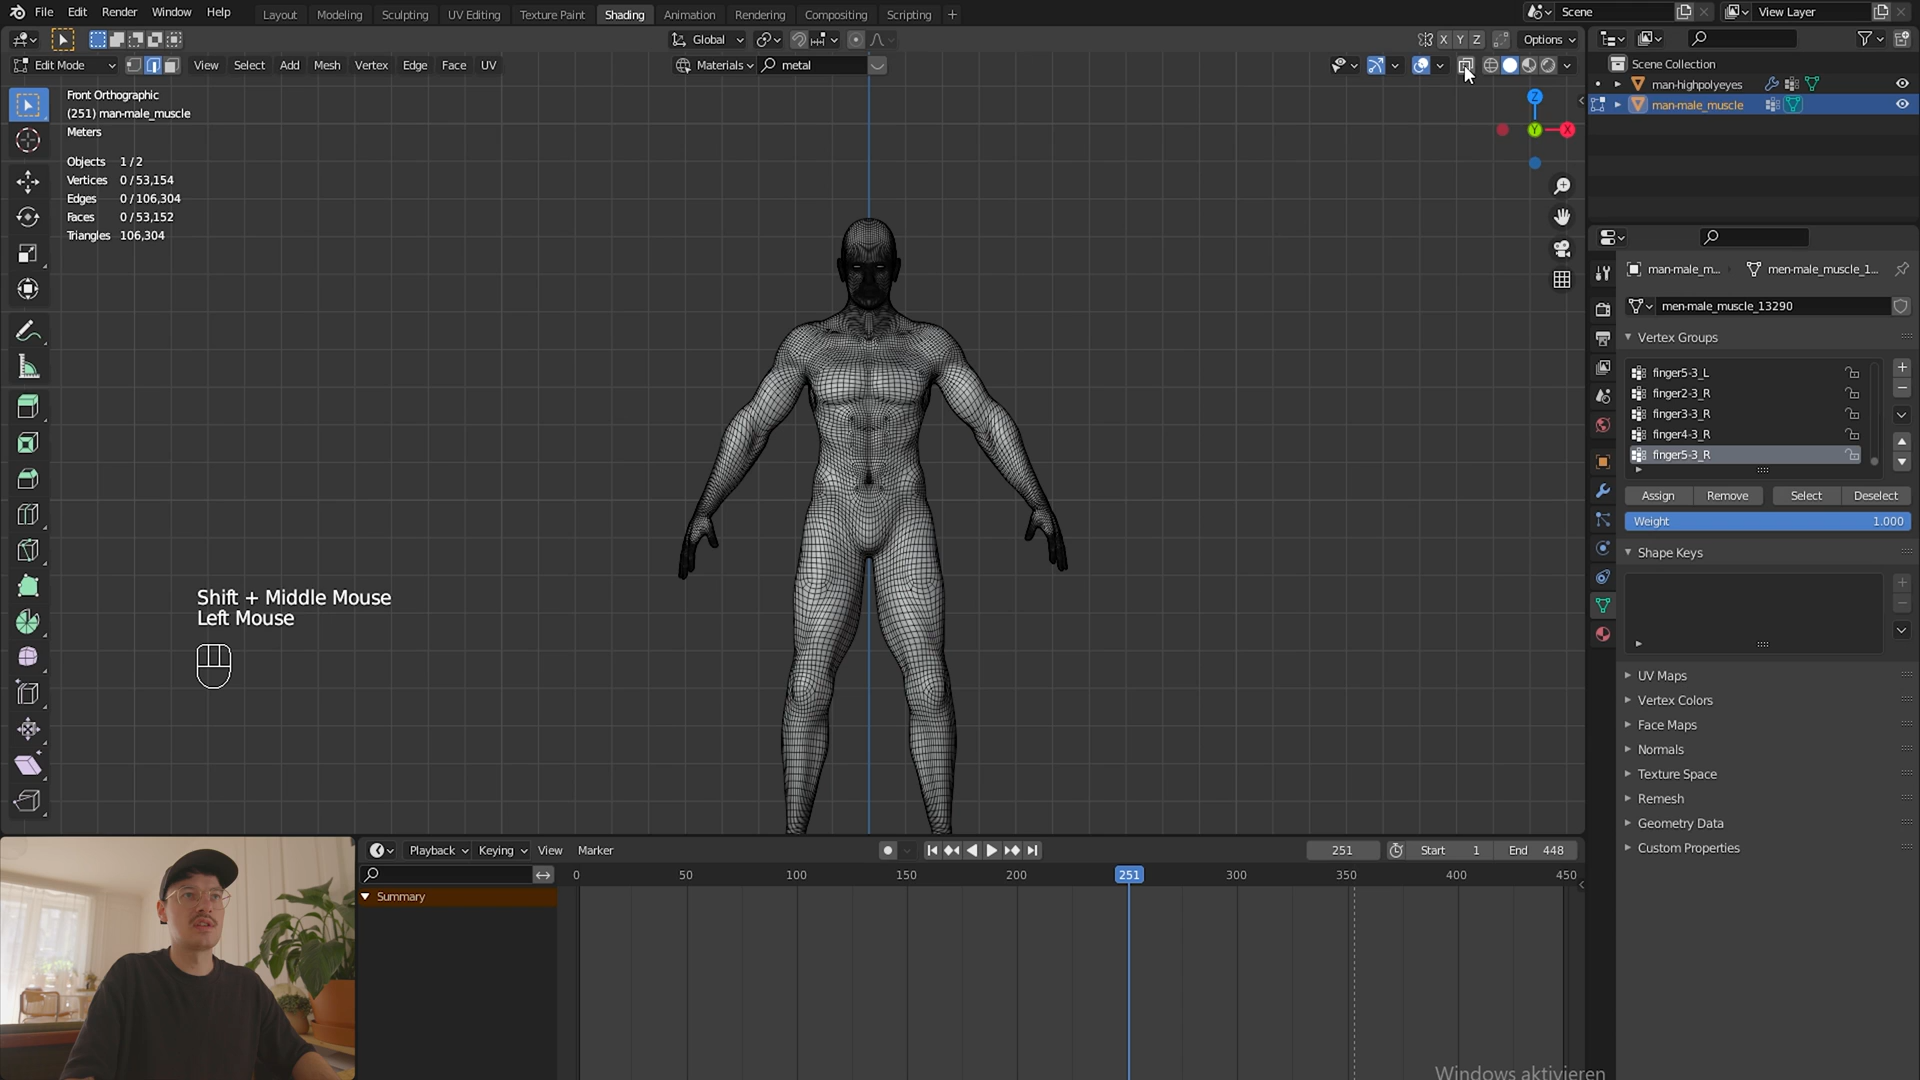 File Edit Render Window Help
Layout Modeling Sculpting UV Editing Texture Paint Shading Animation Rendering Compositing Scripting +
Scene
View Layer
Global
X Y Z
Options
Edit Mode
View Select Add Mesh Vertex Edge Face UV
Materials
metal
Scene Collection
man-highpolyeyes
man-male_muscle
Front Orthographic
(251) man-male_muscle
Meters
Objects 1 / 2
Vertices 0 / 53,154
Edges 0 / 106,304
Faces 0 / 53,152
Triangles 106,304
Z
Y
X
man-male_m...
men-male_muscle_1...
men-male_muscle_13290
Vertex Groups
finger5-3_L
finger2-3_R
finger3-3_R
finger4-3_R
finger5-3_R
Assign Remove Select Deselect
Weight 1.000
Shape Keys
Shift + Middle Mouse
Left Mouse
UV Maps
Vertex Colors
Face Maps
Normals
Texture Space
Remesh
Geometry Data
Custom Properties
Playback Keying View Marker
251
Start 1
End 448
0 50 100 150 200 251 300 350 400 450
Summary
Windows aktivieren